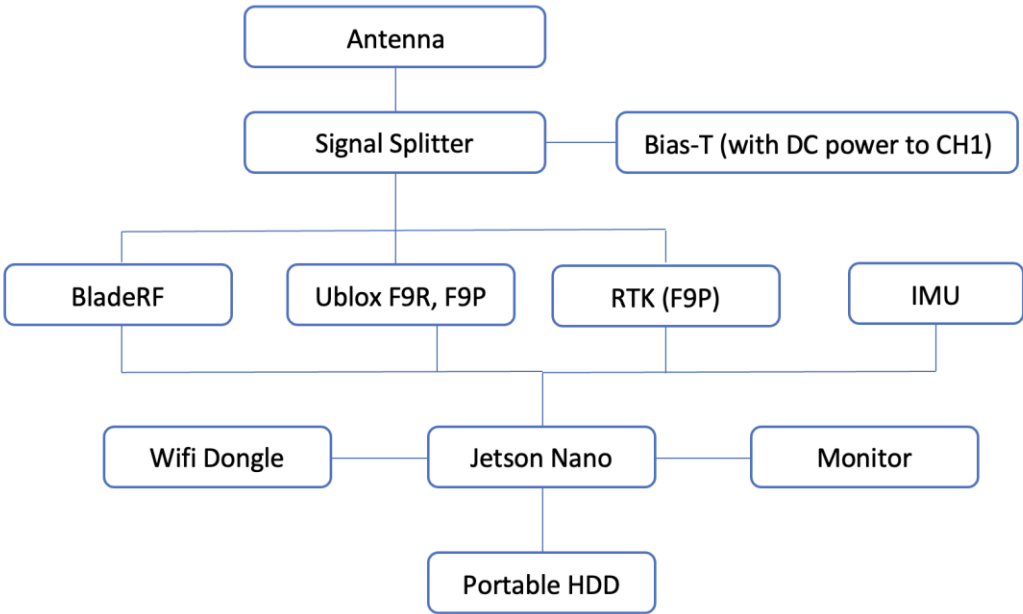 Antenna
Signal Splitter
Bias-T (with DC power to CH1)
BladeRF
Ublox F9R, F9P
RTK (F9P)
IMU
Wifi Dongle
Jetson Nano
Monitor
Portable HDD